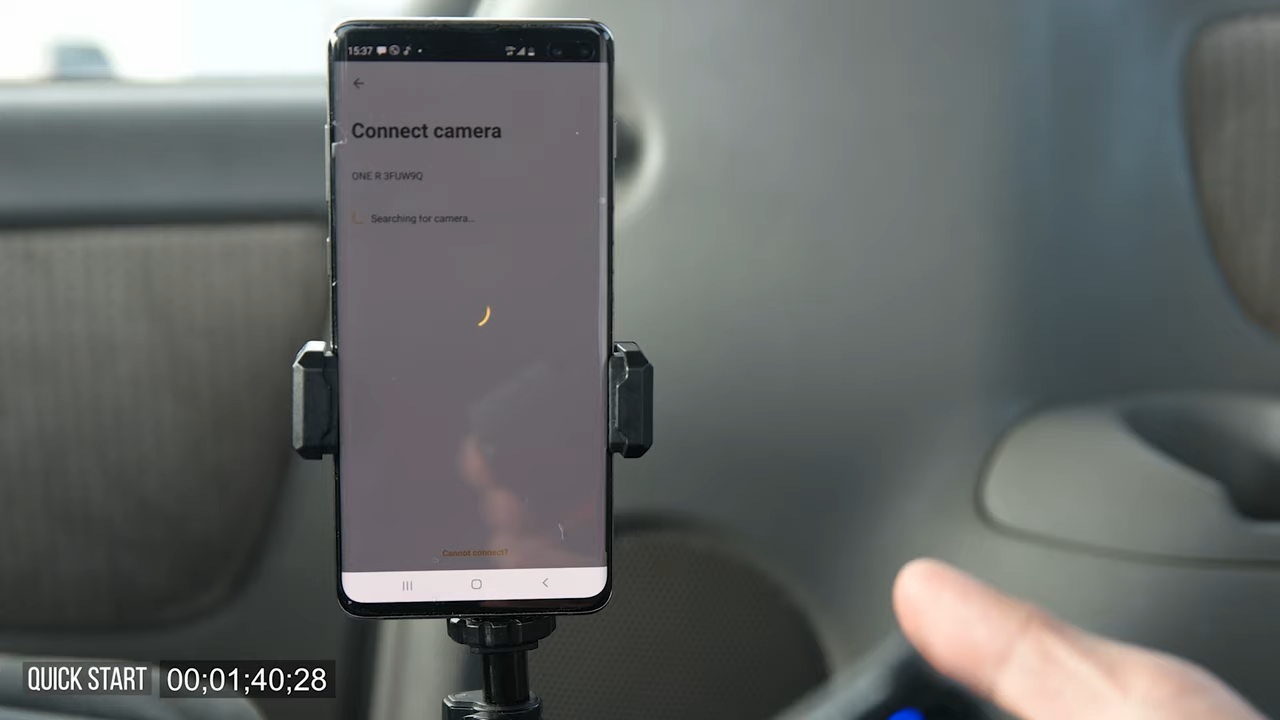 15:37
Connect camera
ONE R 3FUW9Q
Searching for camera...
Cannot connect?
QUICK START 00;01;40;28